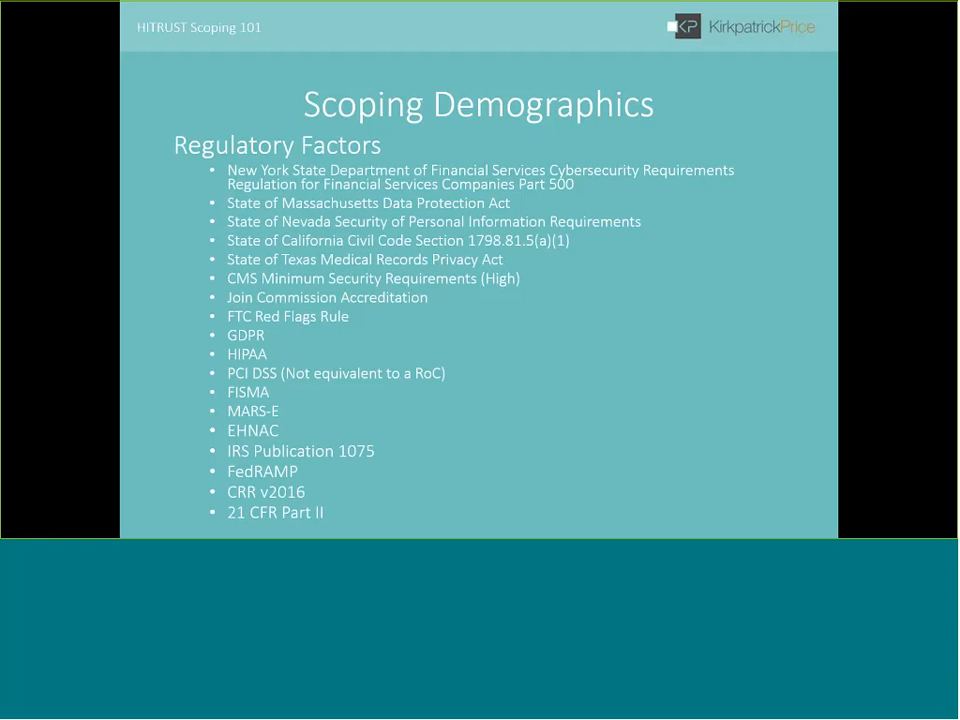 HITRUST Scoping 101
KP KirkpatrickPrice
Scoping Demographics
Regulatory Factors
• New York State Department of Financial Services Cybersecurity Requirements
Regulation for Financial Services Companies Part 500
• State of Massachusetts Data Protection Act
• State of Nevada Security of Personal Information Requirements
• State of California Civil Code Section 1798.81.5(a)(1)
• State of Texas Medical Records Privacy Act
• CMS Minimum Security Requirements (High)
• Join Commission Accreditation
• FTC Red Flags Rule
• GDPR
• HIPAA
• PCI DSS (Not equivalent to a RoC)
• FISMA
• MARS-E
• EHNAC
• IRS Publication 1075
• FedRAMP
• CRR v2016
• 21 CFR Part II